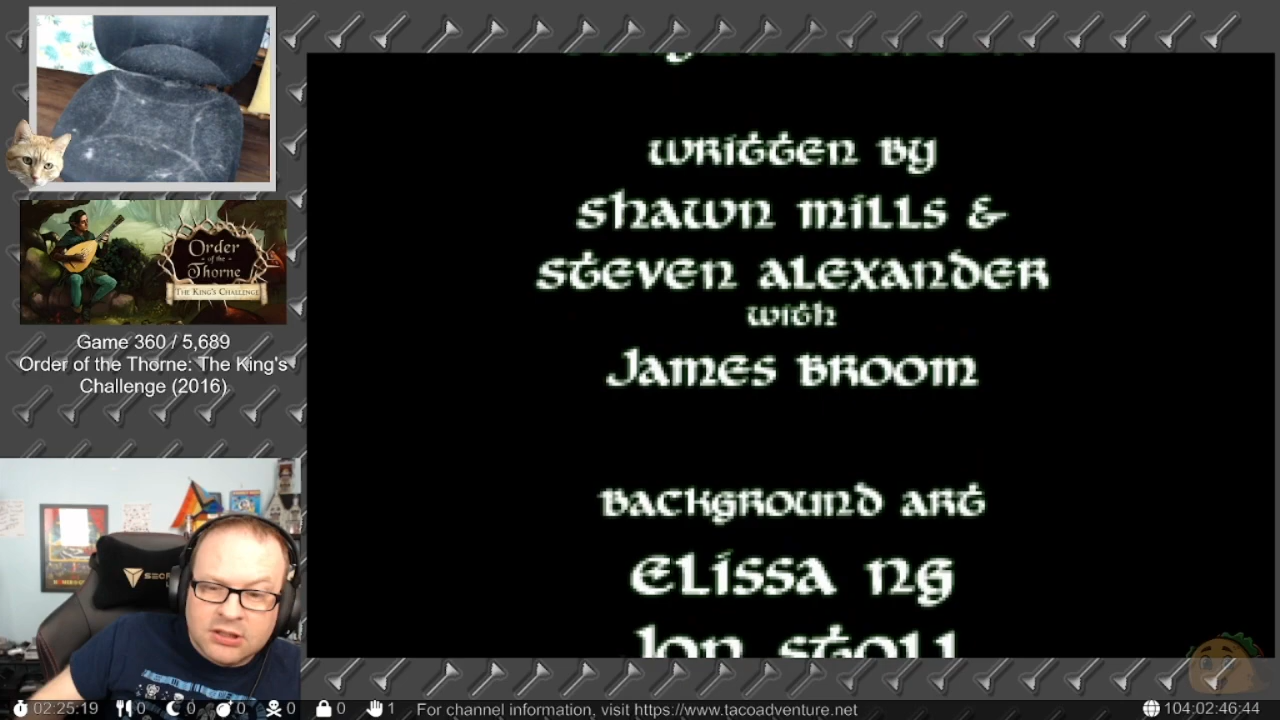 written by
Shawn Mills &
Steven Alexander
with
James Broom
Background Art
Elissa Ng
Jon Stoll
Order
of the
Thorne
THE KING'S CHALLENGE
Game 360 / 5,689
Order of the Thorne: The King's
Challenge (2016)
02:25:19 0 0 0 0 0 1 For channel information, visit https://www.tacoadventure.net 104:02:46:44